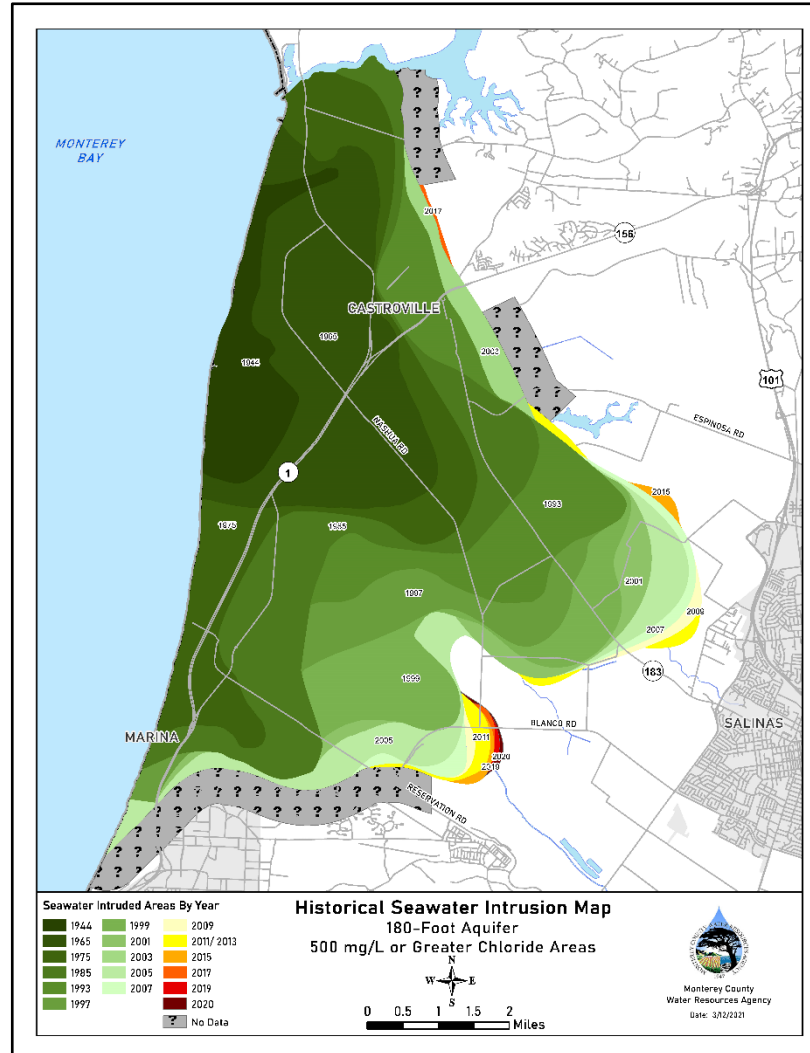 MONTEREY
BAY
2017
156
CASTROVILLE
1965
1944
2003
101
ESPINOSA RD
NASHUA RD
1
2015
1993
1975
1985
2001
1997
2009
2007
183
1999
SALINAS
BLANCO RD
MARINA
2011
2005
2020
2019
RESERVATION RD
Seawater Intruded Areas By Year
1944
1965
1975
1985
1993
1997
1999
2001
2003
2005
2007
2009
2011/ 2013
2015
2017
2019
2020
? No Data
Historical Seawater Intrusion Map
180-Foot Aquifer
500 mg/L or Greater Chloride Areas
N
W E
S
0 0.5 1 1.5 2
Miles
Monterey County
Water Resources Agency
Date: 3/12/2021